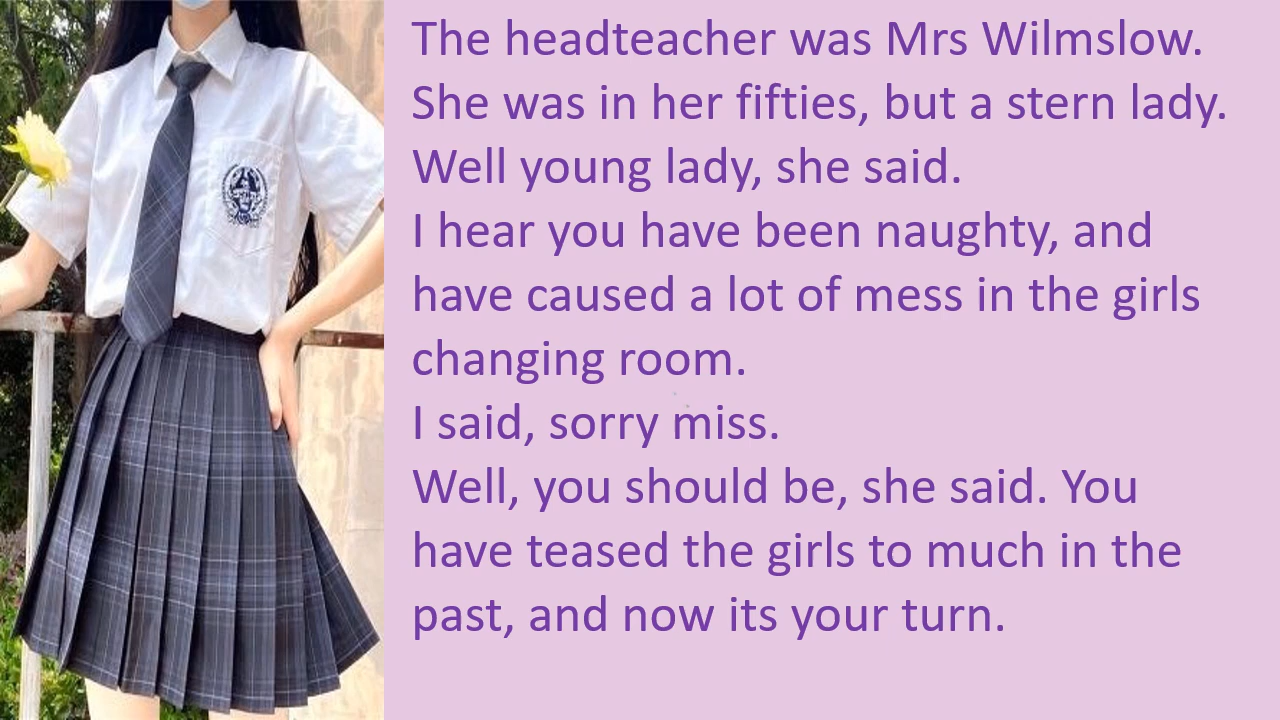 The headteacher was Mrs Wilmslow.
She was in her fifties, but a stern lady.
Well young lady, she said.
I hear you have been naughty, and
have caused a lot of mess in the girls
changing room.
I said, sorry miss.
Well, you should be, she said. You
have teased the girls to much in the
past, and now its your turn.